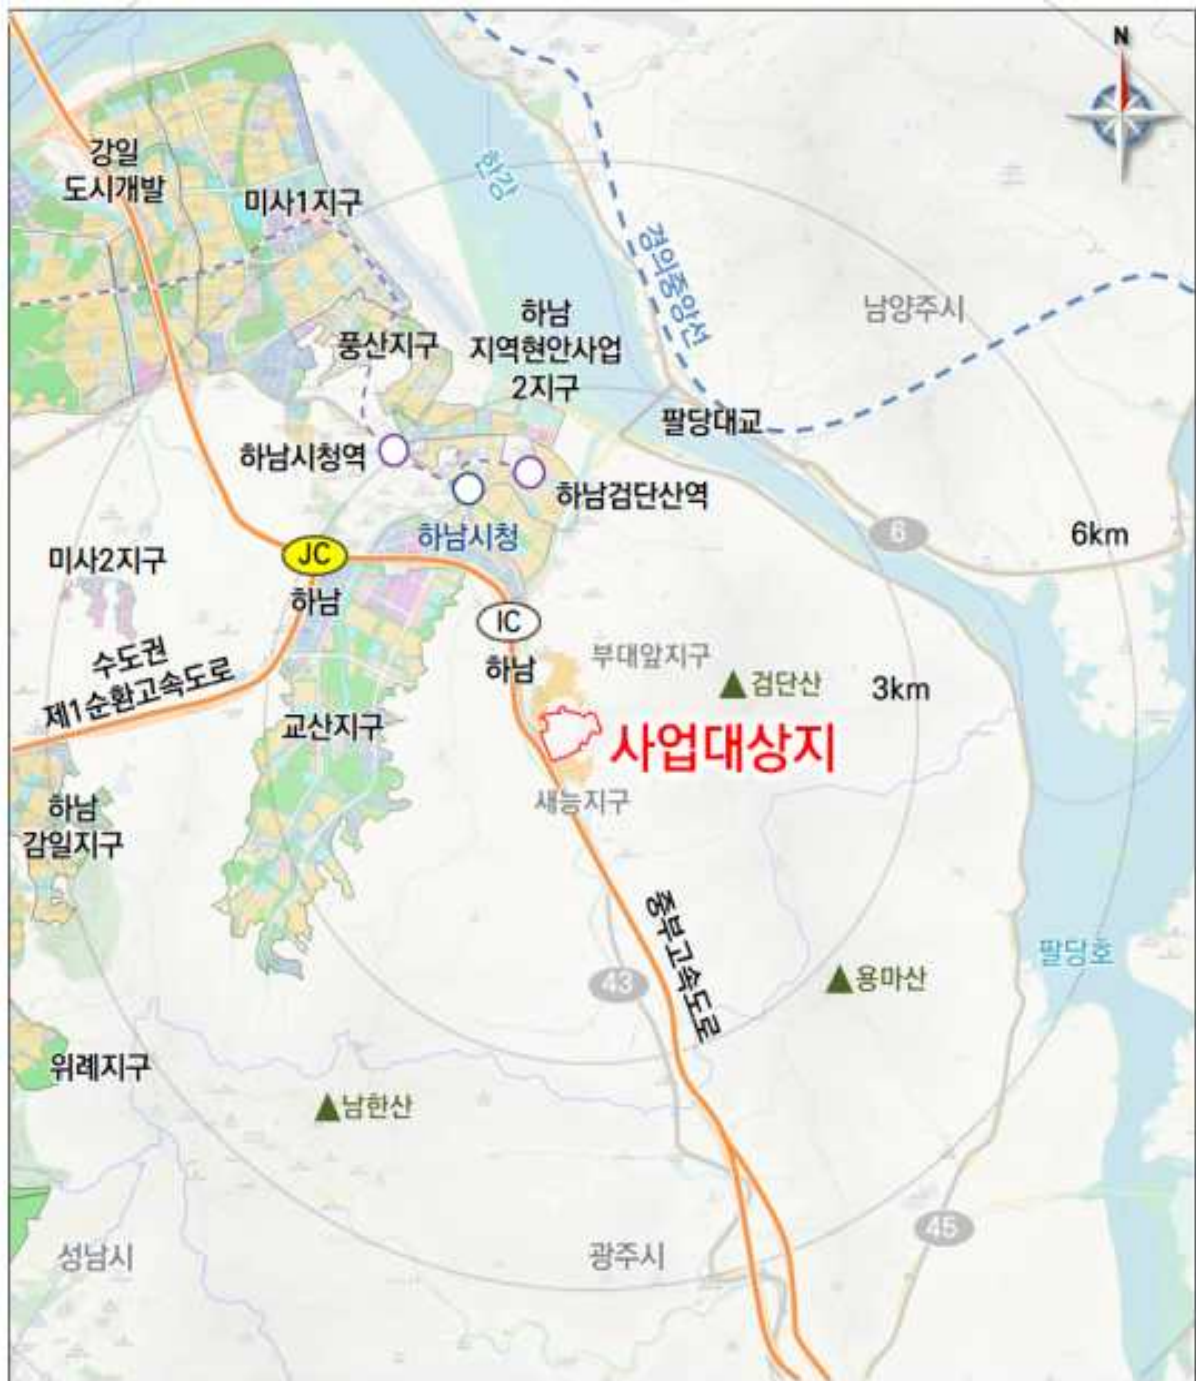 N
강일
도시개발
미사1지구
한강
경의중앙선
남양주시
하남
지역현안사업
2지구
풍산지구
팔당대교
하남시청역
하남검단산역
하남시청
6
6km
미사2지구
JC
하남
IC
하남
수도권
제1순환고속도로
부대앞지구
검단산
3km
교산지구
사업대상지
새능지구
하남
감일지구
중부고속도로
팔당호
43
용마산
위례지구
남한산
45
성남시
광주시